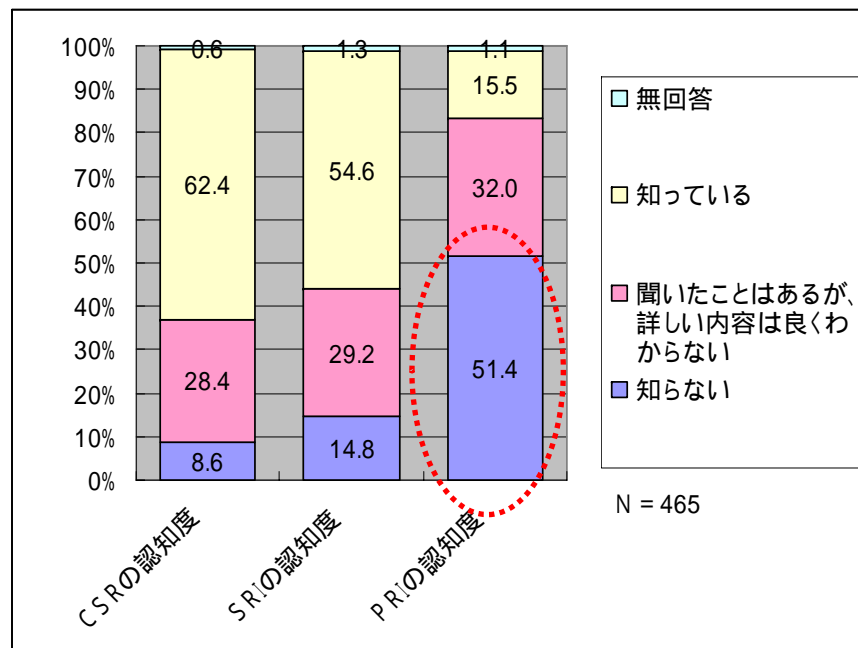 100%
90%
80%
70%
60%
50%
40%
30%
20%
10%
0%
0.6
62.4
28.4
8.6
1.3
54.6
29.2
14.8
1.1
15.5
32.0
51.4
CSRの認知度
SRIの認知度
PRIの認知度
無回答
知っている
聞いたことはあるが、
詳しい内容は良くわ
からない
知らない
N = 465